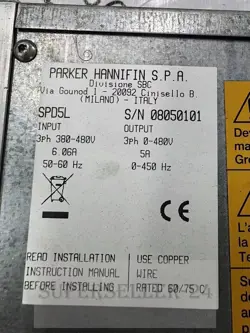 PARKER HANNIFIN S.P.A.
Divisione SBC
Via Gounod 1 - 20092 Cinisello B
(MILANO) - ITALY
SPD5L S/N 08050101
INPUT OUTPUT
3Ph 380-480V 3Ph 0-480V
6.06A 5A
50-60 Hz 0-450 Hz
READ INSTALLATION USE COPPER
INSTRUCTION MANUAL WIRE
BEFORE INSTALLING RATED 60/75°C
SUPERSELLER 24